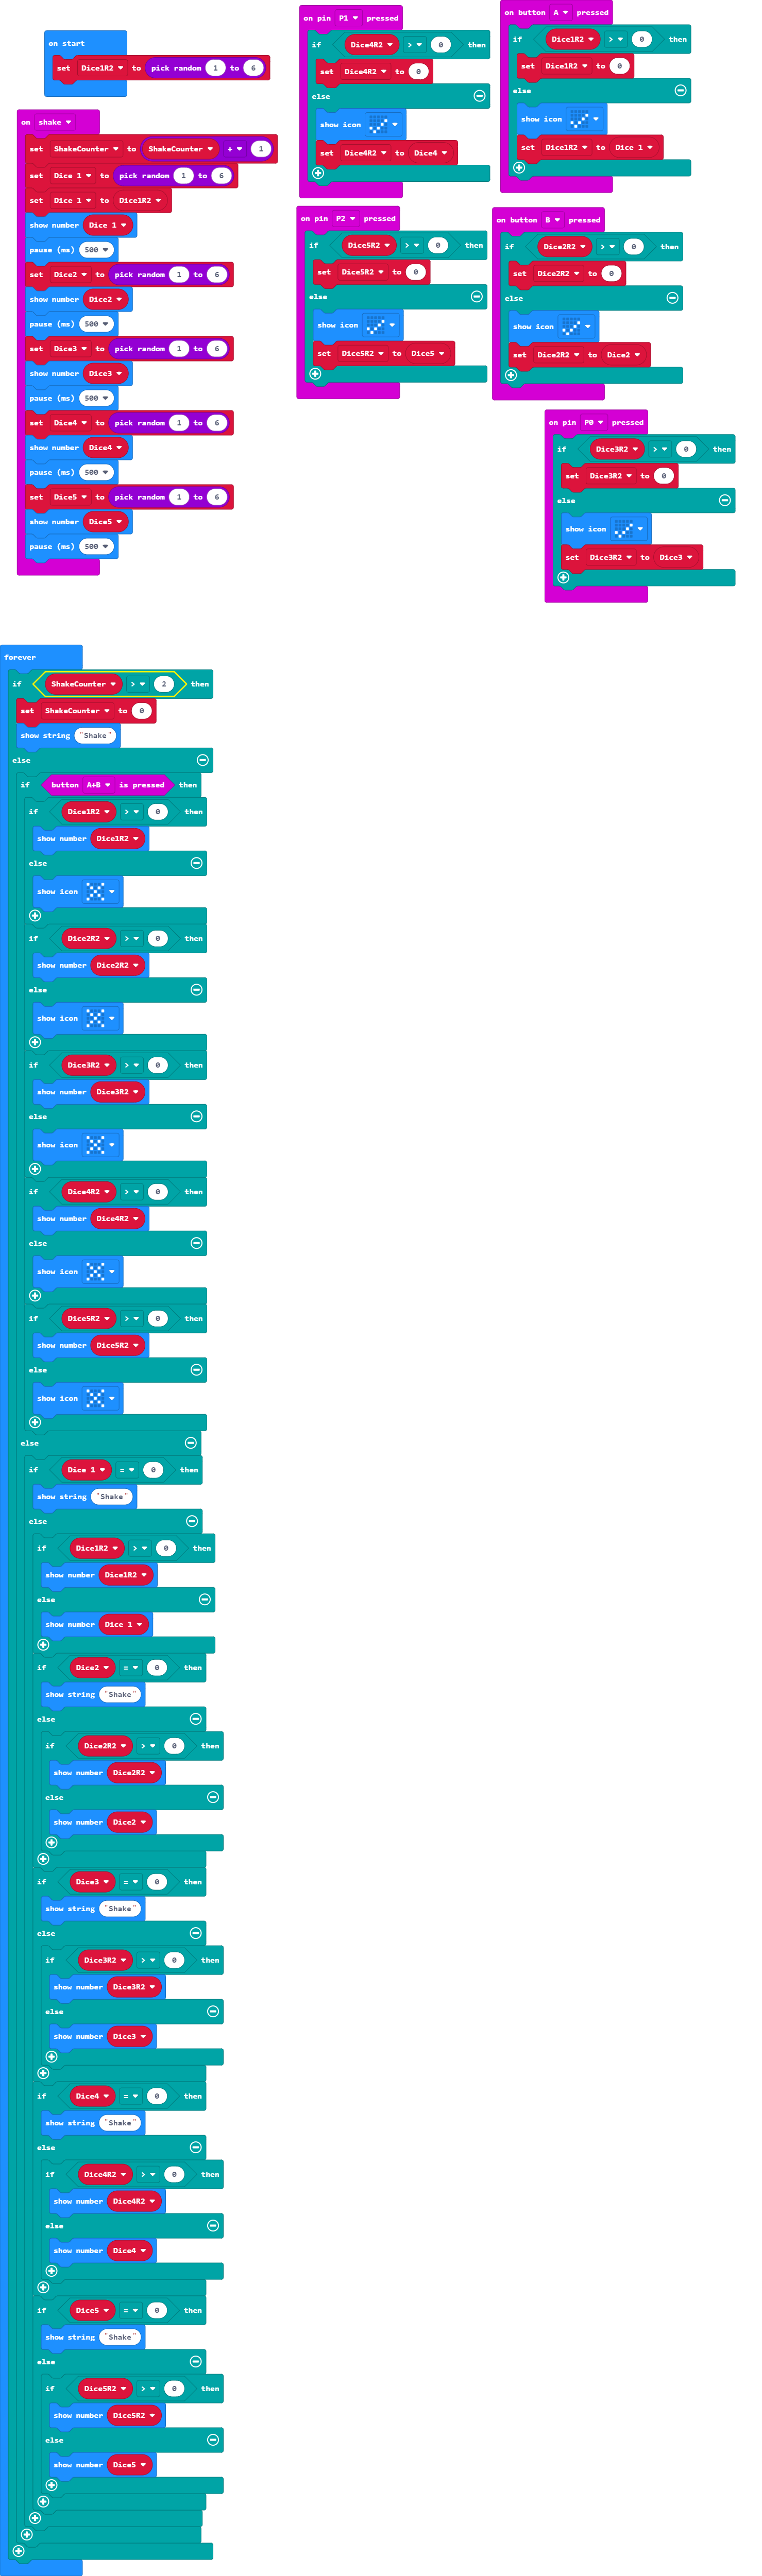 on start
set Dice1R2 to pick random 1 to 6
on shake
set ShakeCounter to ShakeCounter + 1
set Dice 1 to pick random 1 to 6
set Dice 1 to Dice1R2
show number Dice 1
pause (ms) 500
set Dice2 to pick random 1 to 6
show number Dice2
pause (ms) 500
set Dice3 to pick random 1 to 6
show number Dice3
pause (ms) 500
set Dice4 to pick random 1 to 6
show number Dice4
pause (ms) 500
set Dice5 to pick random 1 to 6
show number Dice5
pause (ms) 500
on pin P1 pressed
if Dice4R2 > 0 then
set Dice4R2 to 0
else
show icon
set Dice4R2 to Dice4
on button A pressed
if Dice1R2 > 0 then
set Dice1R2 to 0
else
show icon
set Dice1R2 to Dice 1
on pin P2 pressed
if Dice5R2 > 0 then
set Dice5R2 to 0
else
show icon
set Dice5R2 to Dice5
on button B pressed
if Dice2R2 > 0 then
set Dice2R2 to 0
else
show icon
set Dice2R2 to Dice2
on pin P0 pressed
if Dice3R2 > 0 then
set Dice3R2 to 0
else
show icon
set Dice3R2 to Dice3
forever
if ShakeCounter > 2 then
set ShakeCounter to 0
show string "Shake"
else
if button A+B is pressed then
if Dice1R2 > 0 then
show number Dice1R2
else
show icon
if Dice2R2 > 0 then
show number Dice2R2
else
show icon
if Dice3R2 > 0 then
show number Dice3R2
else
show icon
if Dice4R2 > 0 then
show number Dice4R2
else
show icon
if Dice5R2 > 0 then
show number Dice5R2
else
show icon
else
if Dice 1 = 0 then
show string "Shake"
else
if Dice1R2 > 0 then
show number Dice1R2
else
show number Dice 1
if Dice2 = 0 then
show string "Shake"
else
if Dice2R2 > 0 then
show number Dice2R2
else
show number Dice2
if Dice3 = 0 then
show string "Shake"
else
if Dice3R2 > 0 then
show number Dice3R2
else
show number Dice3
if Dice4 = 0 then
show string "Shake"
else
if Dice4R2 > 0 then
show number Dice4R2
else
show number Dice4
if Dice5 = 0 then
show string "Shake"
else
if Dice5R2 > 0 then
show number Dice5R2
else
show number Dice5